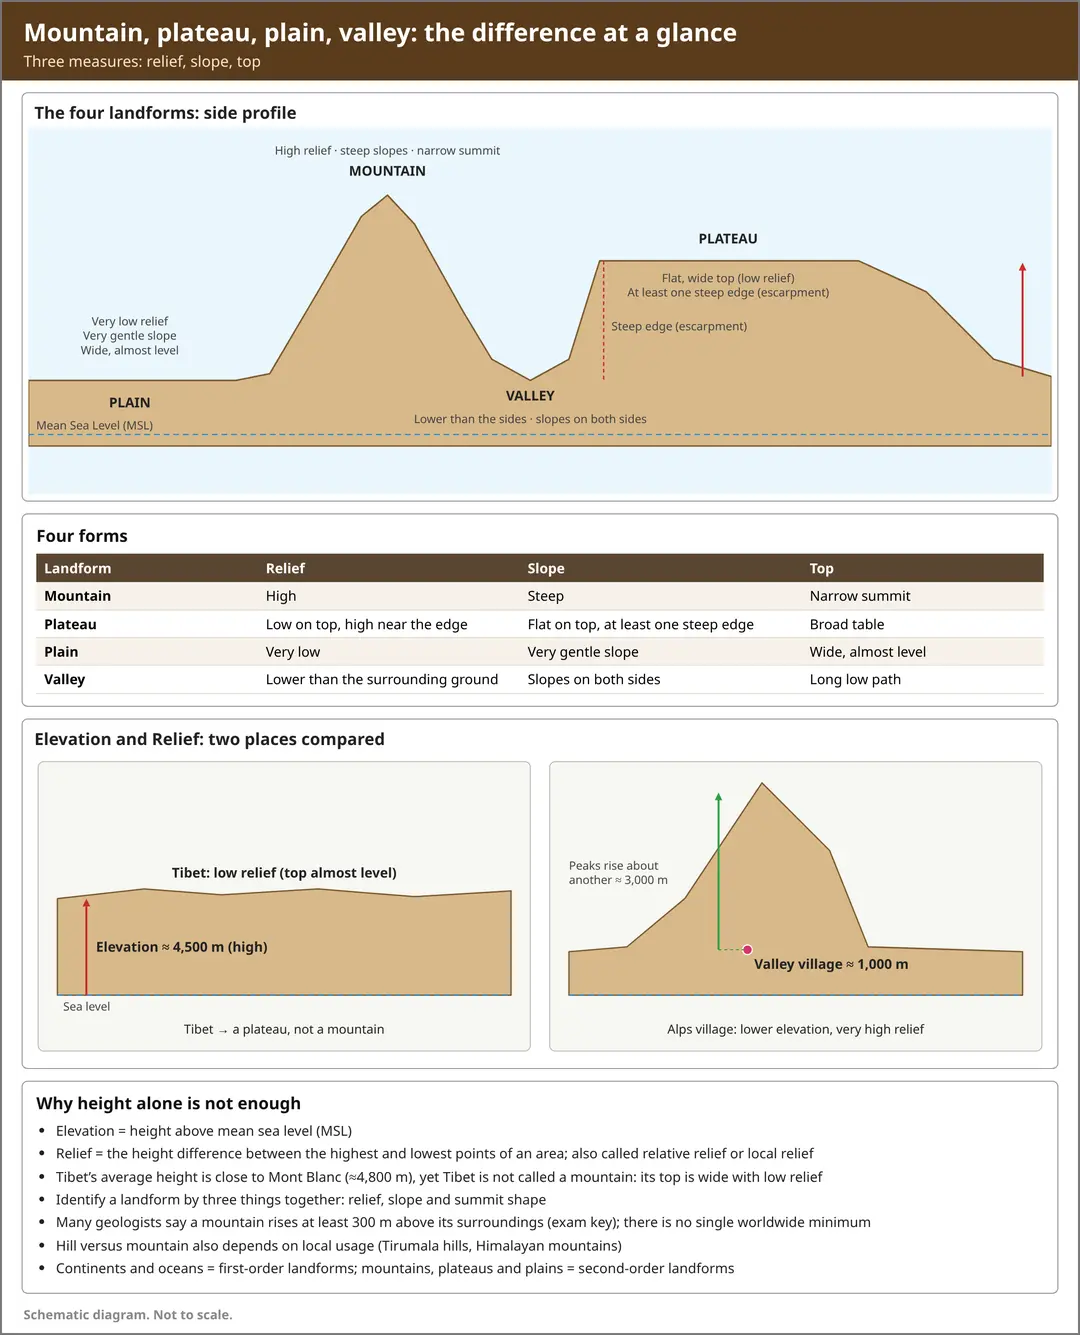 Mountain, plateau, plain, valley: the difference at a glance
Three measures: relief, slope, top
The four landforms: side profile
High relief · steep slopes · narrow summit
MOUNTAIN
PLATEAU
Flat, wide top (low relief)
At least one steep edge (escarpment)
Steep edge (escarpment)
Very low relief
Very gentle slope
Wide, almost level
PLAIN
VALLEY
Lower than the sides · slopes on both sides
Mean Sea Level (MSL)
Four forms
Landform Relief Slope Top
Mountain High Steep Narrow summit
Plateau Low on top, high near the edge Flat on top, at least one steep edge Broad table
Plain Very low Very gentle slope Wide, almost level
Valley Lower than the surrounding ground Slopes on both sides Long low path
Elevation and Relief: two places compared
Tibet: low relief (top almost level)
Elevation ≈ 4,500 m (high)
Sea level
Tibet → a plateau, not a mountain
Peaks rise about
another ≈ 3,000 m
Valley village ≈ 1,000 m
Alps village: lower elevation, very high relief
Why height alone is not enough
• Elevation = height above mean sea level (MSL)
• Relief = the height difference between the highest and lowest points of an area; also called relative relief or local relief
• Tibet's average height is close to Mont Blanc (≈4,800 m), yet Tibet is not called a mountain: its top is wide with low relief
• Identify a landform by three things together: relief, slope and summit shape
• Many geologists say a mountain rises at least 300 m above its surroundings (exam key); there is no single worldwide minimum
• Hill versus mountain also depends on local usage (Tirumala hills, Himalayan mountains)
• Continents and oceans = first-order landforms; mountains, plateaus and plains = second-order landforms
Schematic diagram. Not to scale.